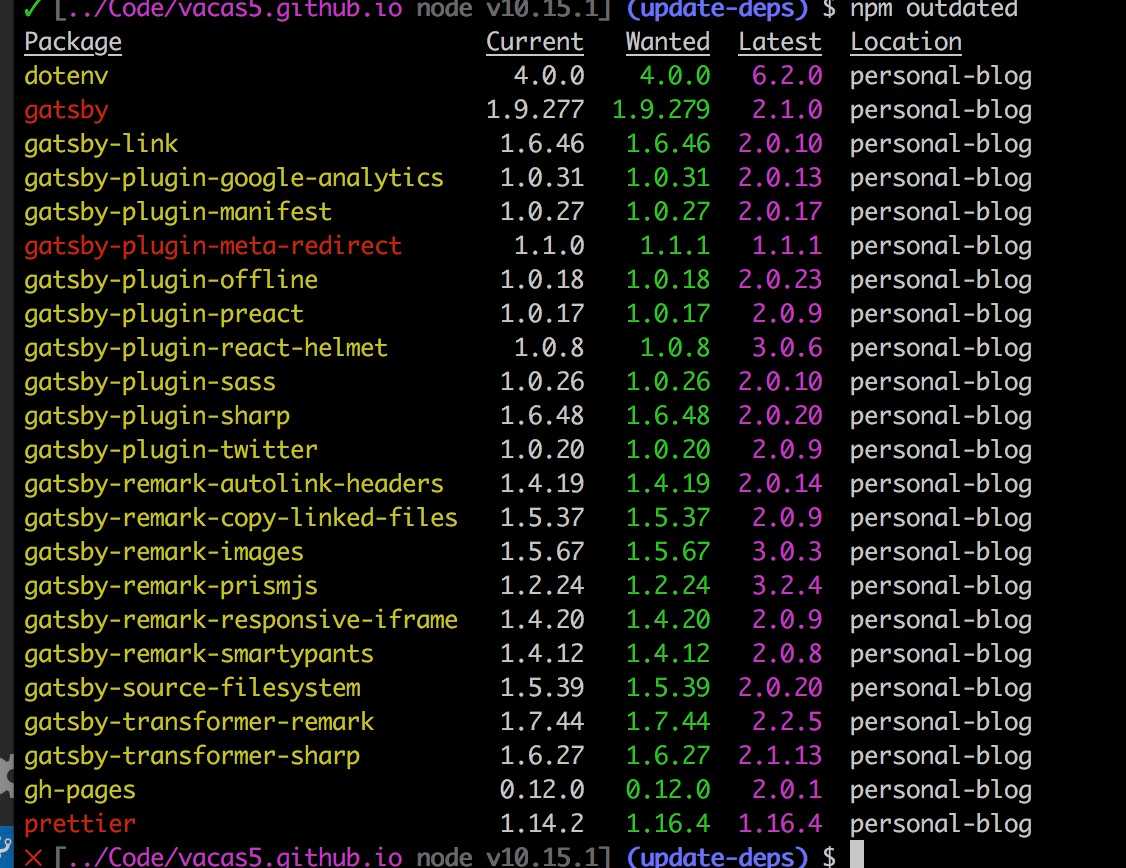 ✓ [../Code/vacas5.github.io node v10.15.1] (update-deps) $ npm outdated
Package Current Wanted Latest Location
dotenv 4.0.0 4.0.0 6.2.0 personal-blog
gatsby 1.9.277 1.9.279 2.1.0 personal-blog
gatsby-link 1.6.46 1.6.46 2.0.10 personal-blog
gatsby-plugin-google-analytics 1.0.31 1.0.31 2.0.13 personal-blog
gatsby-plugin-manifest 1.0.27 1.0.27 2.0.17 personal-blog
gatsby-plugin-meta-redirect 1.1.0 1.1.1 1.1.1 personal-blog
gatsby-plugin-offline 1.0.18 1.0.18 2.0.23 personal-blog
gatsby-plugin-preact 1.0.17 1.0.17 2.0.9 personal-blog
gatsby-plugin-react-helmet 1.0.8 1.0.8 3.0.6 personal-blog
gatsby-plugin-sass 1.0.26 1.0.26 2.0.10 personal-blog
gatsby-plugin-sharp 1.6.48 1.6.48 2.0.20 personal-blog
gatsby-plugin-twitter 1.0.20 1.0.20 2.0.9 personal-blog
gatsby-remark-autolink-headers 1.4.19 1.4.19 2.0.14 personal-blog
gatsby-remark-copy-linked-files 1.5.37 1.5.37 2.0.9 personal-blog
gatsby-remark-images 1.5.67 1.5.67 3.0.3 personal-blog
gatsby-remark-prismjs 1.2.24 1.2.24 3.2.4 personal-blog
gatsby-remark-responsive-iframe 1.4.20 1.4.20 2.0.9 personal-blog
gatsby-remark-smartypants 1.4.12 1.4.12 2.0.8 personal-blog
gatsby-source-filesystem 1.5.39 1.5.39 2.0.20 personal-blog
gatsby-transformer-remark 1.7.44 1.7.44 2.2.5 personal-blog
gatsby-transformer-sharp 1.6.27 1.6.27 2.1.13 personal-blog
gh-pages 0.12.0 0.12.0 2.0.1 personal-blog
prettier 1.14.2 1.16.4 1.16.4 personal-blog
✗ [../Code/vacas5.github.io node v10.15.1] (update-deps) $